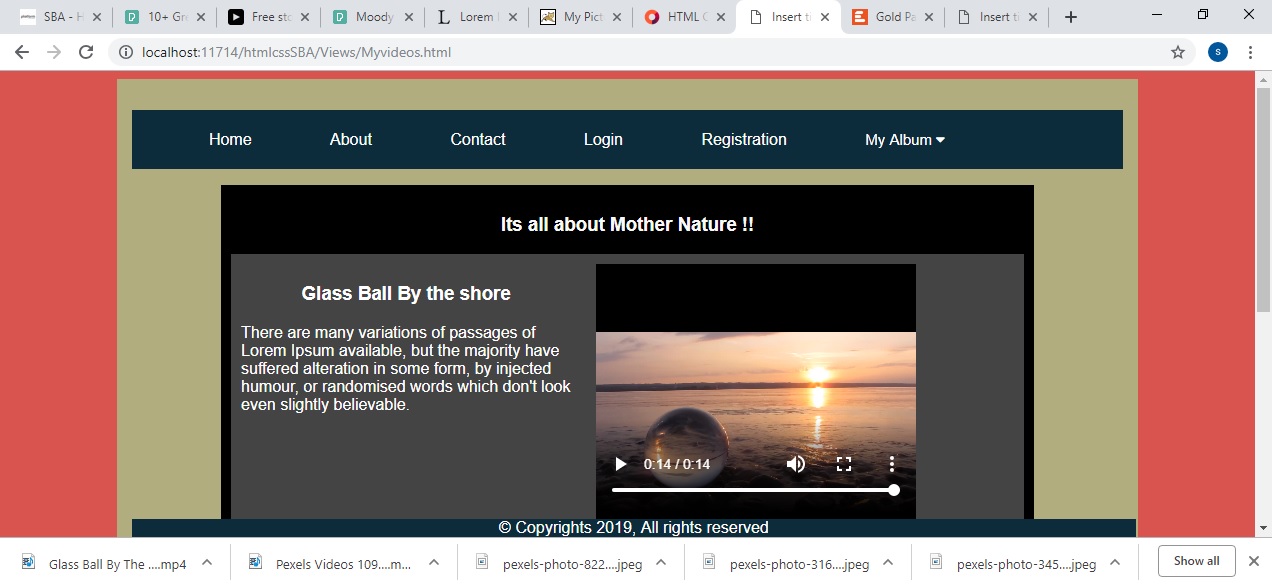 SBA - H
10+ Gr
Free sto
Moody
Lorem
My Pict
HTML C
Insert ti
Gold Pa
Insert ti
localhost:11714/htmlcssSBA/Views/Myvideos.html
S
Home About Contact Login Registration My Album
Its all about Mother Nature !!
Glass Ball By the shore
There are many variations of passages of
Lorem Ipsum available, but the majority have
suffered alteration in some form, by injected
humour, or randomised words which don't look
even slightly believable.
0:14 / 0:14
© Copyrights 2019, All rights reserved
Glass Ball By The ....mp4
Pexels Videos 109....m...
pexels-photo-822....jpeg
pexels-photo-316....jpeg
pexels-photo-345....jpeg
Show all